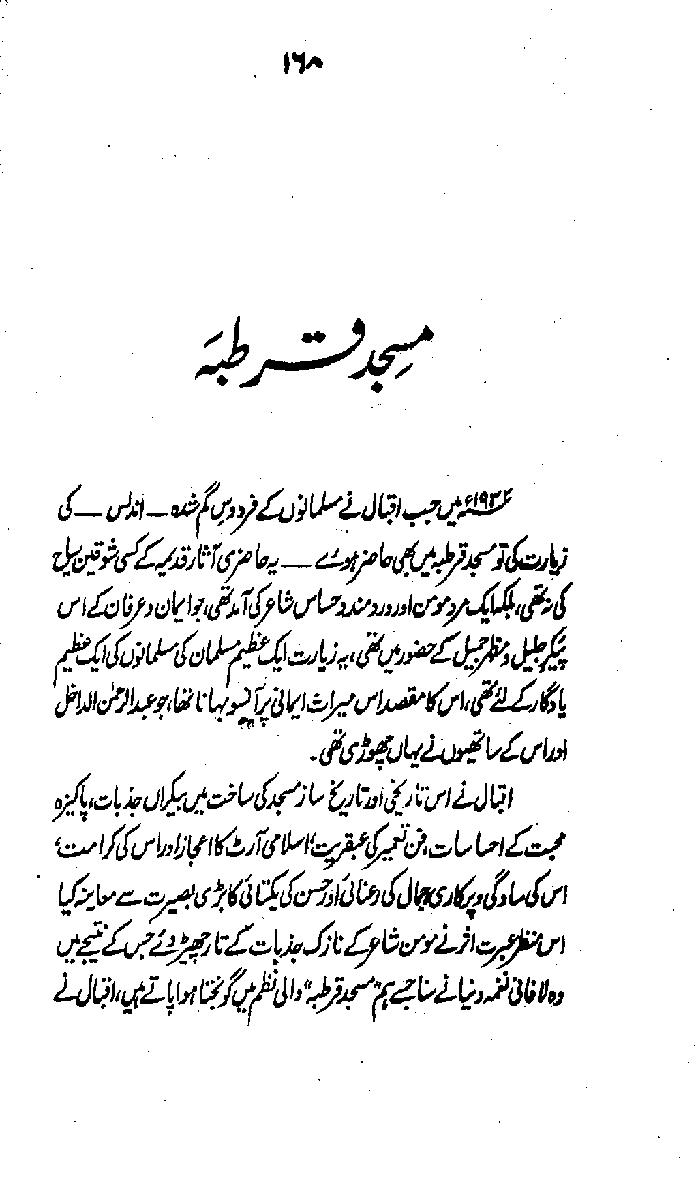 ۱۶۸
مسجد قرطبہ
۱۹۳۲ء میں جب اقبال نے مسلمانوں کے فردوسِ گم شدہ — اندلس — کی
زیارت کی تو مسجد قرطبہ میں بھی حاضر ہوئے — یہ حاضری آثار قدیمہ کے کسی شوقین سیاح
کی نہ تھی، بلکہ ایک مرد مومن اور دردمند و حساس شاعر کی آمد تھی، جو ایمان و عرفان کے اس
پیکر جلیل و مظہر جمیل کے حضور میں تھی، یہ زیارت ایک عظیم مسلمان کی مسلمانوں کی ایک عظیم
یادگار کے لئے تھی، اس کا مقصد اس میراث ایمانی پر آنسو بہانا تھا، جو عبدالرحمٰن الداخل
اور اس کے ساتھیوں نے یہاں چھوڑی تھی۔
اقبال نے اس تاریخی اور تاریخ ساز مسجد کی ساخت میں بیکراں جذبات، پاکیزہ
محبت کے احساسات، فن تعمیر کی عبقریت، اسلامی آرٹ کا اعجاز اور اس کی کرامت،
اس کی سادگی و پرکاری، جمال کی رعنائی اور حسن کی یکتائی کا بڑی بصیرت سے معاینہ کیا
اس منظر عبرت اثر نے مومن شاعر کے نازک جذبات کے تار چھیڑ دئے جس کے نتیجے میں
وہ لافانی نغمہ دنیا نے سنا جسے ہم "مسجد قرطبہ" والی نظم میں گونجتا ہوا پاتے ہیں، اقبال نے